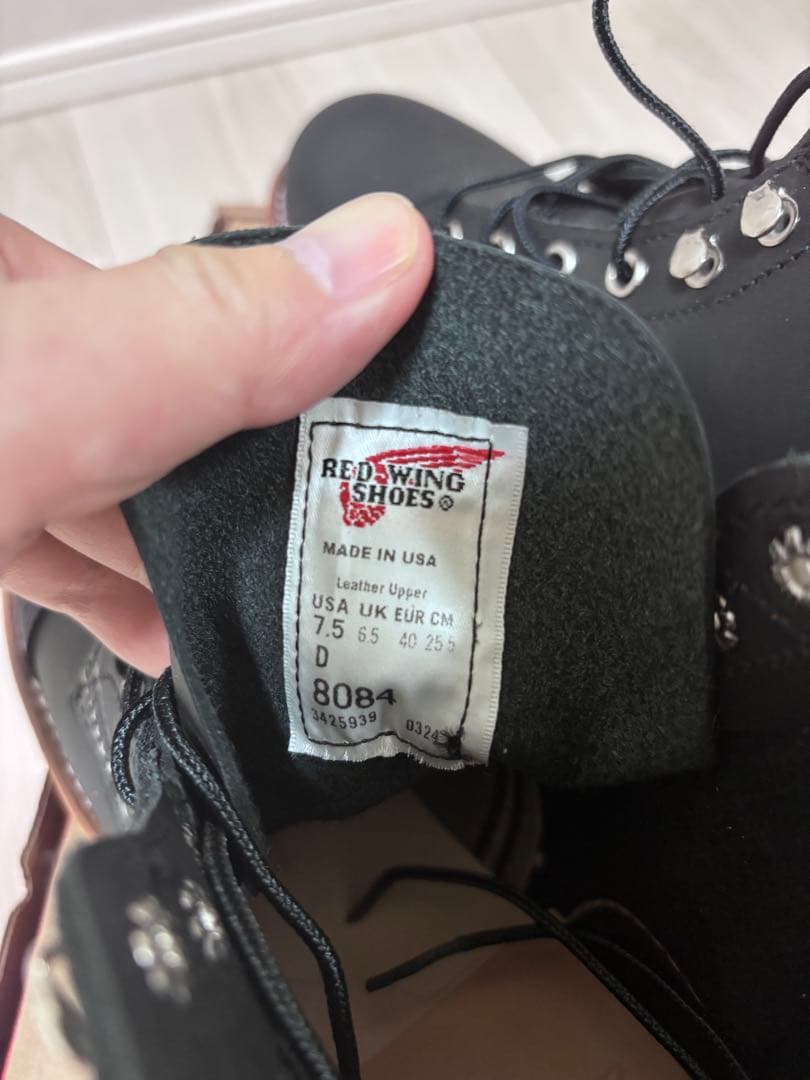 RED WING
SHOES®
MADE IN USA
Leather Upper
USA UK EUR CM
7.5 6.5 40 25.5
D
8084
3425939 0324